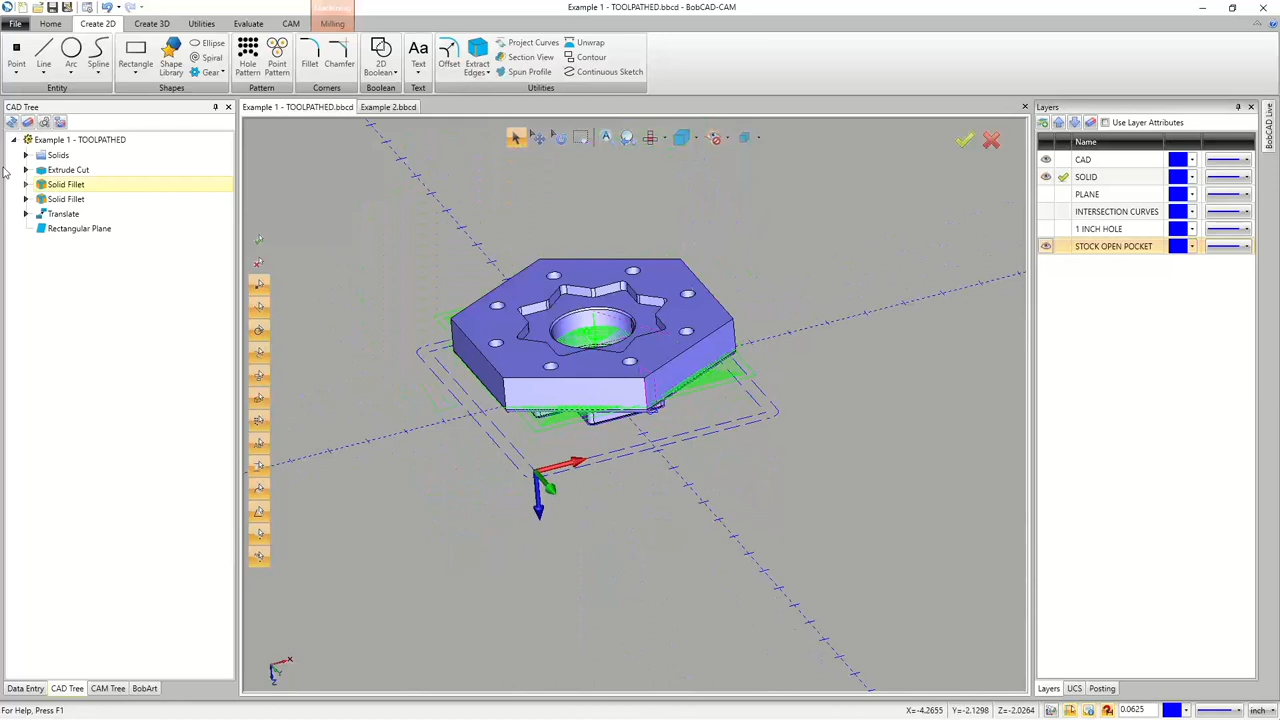 Machining
Example 1 - TOOLPATHED.bbcd - BobCAD-CAM
File Home Create 2D Create 3D Utilities Evaluate CAM Milling
Point Line Arc Spline Rectangle Shape Library Ellipse Spiral Gear Hole Pattern Point Pattern Fillet Chamfer 2D Boolean Text Offset Extract Edges Project Curves Section View Spun Profile Unwrap Contour Continuous Sketch
Entity Shapes Pattern Corners Boolean Text Utilities
CAD Tree
Example 1 - TOOLPATHED.bbcd Example 2.bbcd
Layers
Use Layer Attributes
Example 1 - TOOLPATHED
Solids
Extrude Cut
Solid Fillet
Solid Fillet
Translate
Rectangular Plane
Name
CAD
SOLID
PLANE
INTERSECTION CURVES
1 INCH HOLE
STOCK OPEN POCKET
BobCAD Live
Data Entry CAD Tree CAM Tree BobArt
Layers UCS Posting
For Help, Press F1
X=-4.2655 Y=-2.1298 Z=-2.0264 0.0625 inch